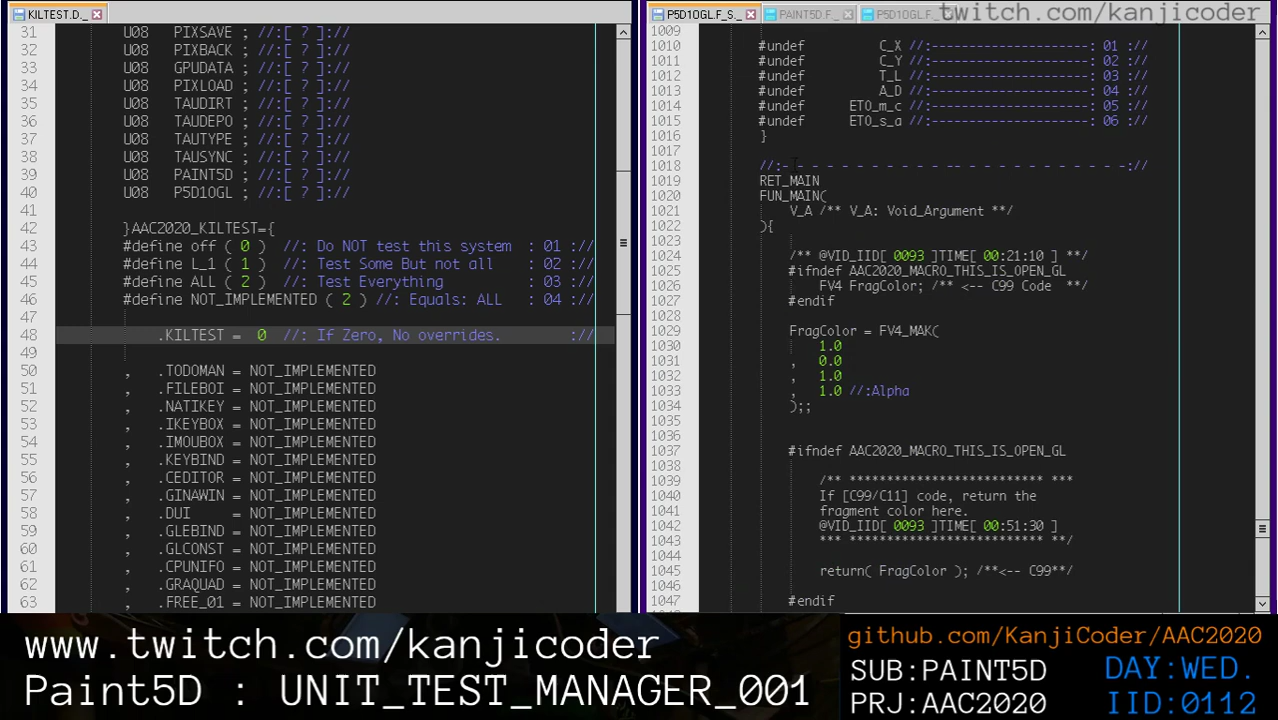 KILTEST.D._
31 U08 PIXSAVE ; //:[ ? ]://
32 U08 PIXBACK ; //:[ ? ]://
33 U08 GPUDATA ; //:[ ? ]://
34 U08 PIXLOAD ; //:[ ? ]://
35 U08 TAUDIRT ; //:[ ? ]://
36 U08 TAUDEPO ; //:[ ? ]://
37 U08 TAUTYPE ; //:[ ? ]://
38 U08 TAUSYNC ; //:[ ? ]://
39 U08 PAINT5D ; //:[ ? ]://
40 U08 P5D10GL ; //:[ ? ]://
41
42 }AAC2020_KILTEST={
43 #define off ( 0 ) //: Do NOT test this system : 01 ://
44 #define L_1 ( 1 ) //: Test Some But not all : 02 ://
45 #define ALL ( 2 ) //: Test Everything : 03 ://
46 #define NOT_IMPLEMENTED ( 2 ) //: Equals: ALL : 04 ://
47
48 .KILTEST = 0 //: If Zero, No overrides. ://
49
50 , .TODOMAN = NOT_IMPLEMENTED
51 , .FILEBOI = NOT_IMPLEMENTED
52 , .NATIKEY = NOT_IMPLEMENTED
53 , .IKEYBOX = NOT_IMPLEMENTED
54 , .IMOUBOX = NOT_IMPLEMENTED
55 , .KEYBIND = NOT_IMPLEMENTED
56 , .CEDITOR = NOT_IMPLEMENTED
57 , .GINAWIN = NOT_IMPLEMENTED
58 , .DUI = NOT_IMPLEMENTED
59 , .GLEBIND = NOT_IMPLEMENTED
60 , .GLCONST = NOT_IMPLEMENTED
61 , .CPUNIFO = NOT_IMPLEMENTED
62 , .GRAQUAD = NOT_IMPLEMENTED
63 , .FREE_01 = NOT_IMPLEMENTED
P5D10GL.F_S._ PAINT5D.F_ P5D10GL.F_
twitch.com/kanjicoder
1009
1010 #undef C_X //:---------------------: 01 ://
1011 #undef C_Y //:---------------------: 02 ://
1012 #undef T_L //:---------------------: 03 ://
1013 #undef A_D //:---------------------: 04 ://
1014 #undef ET0_m_c //:---------------------: 05 ://
1015 #undef ET0_s_a //:---------------------: 06 ://
1016 }
1017
1018 //:- - - - - - - - - - -- - - - - - - - - - - -://
1019 RET_MAIN
1020 FUN_MAIN(
1021 V_A /** V_A: Void_Argument **/
1022 ){
1023
1024 /** @VID_IID[ 0093 ]TIME[ 00:21:10 ] **/
1025 #ifndef AAC2020_MACRO_THIS_IS_OPEN_GL
1026 FV4 FragColor; /** <-- C99 Code **/
1027 #endif
1028
1029 FragColor = FV4_MAK(
1030 1.0
1031 , 0.0
1032 , 1.0
1033 , 1.0 //:Alpha
1034 );;
1035
1036
1037 #ifndef AAC2020_MACRO_THIS_IS_OPEN_GL
1038
1039 /** ************************** ***
1040 If [C99/C11] code, return the
1041 fragment color here.
1042 @VID_IID[ 0093 ]TIME[ 00:51:30 ]
1043 *** ************************** **/
1044
1045 return( FragColor ); /**<-- C99**/
1046
1047 #endif
www.twitch.com/kanjicoder
Paint5D : UNIT_TEST_MANAGER_001
github.com/KanjiCoder/AAC2020
SUB:PAINT5D DAY:WED.
PRJ:AAC2020 IID:0112